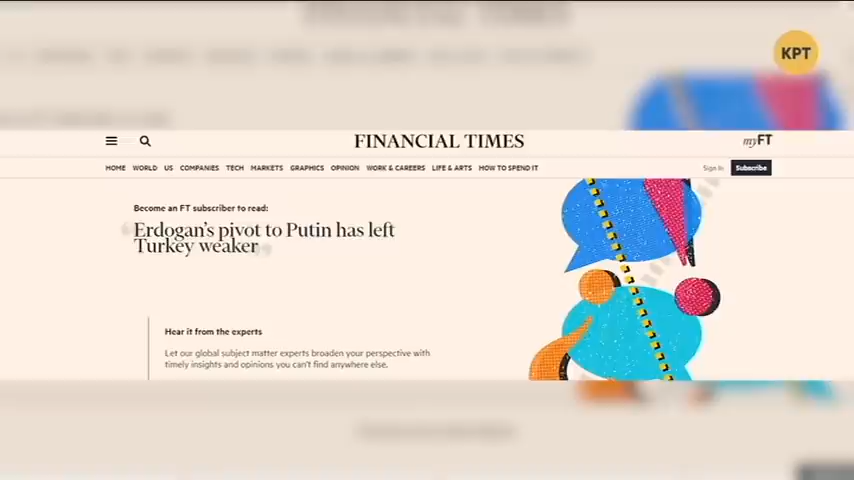 KPT
FINANCIAL TIMES
myFT
HOME WORLD US COMPANIES TECH MARKETS GRAPHICS OPINION WORK & CAREERS LIFE & ARTS HOW TO SPEND IT
Sign In
Subscribe
Become an FT subscriber to read:
“Erdogan’s pivot to Putin has left
Turkey weaker”
Hear it from the experts
Let our global subject matter experts broaden your perspective with
timely insights and opinions you can't find anywhere else.